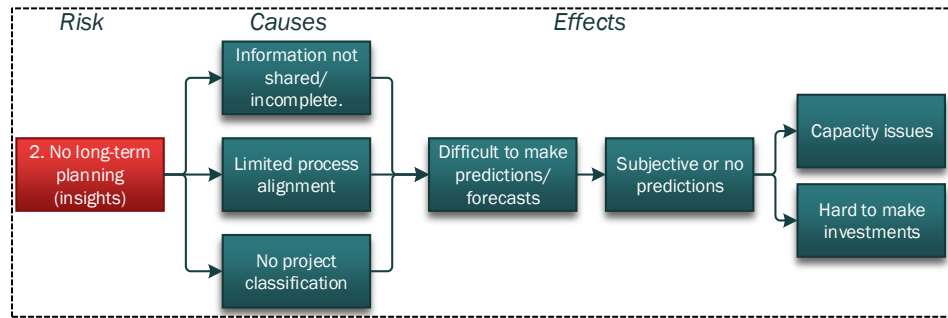 Risk
Causes
Effects
Information not
shared/
incomplete.
2. No long-term
planning
(insights)
Limited process
alignment
No project
classification
Difficult to make
predictions/
forecasts
Subjective or no
predictions
Capacity issues
Hard to make
investments